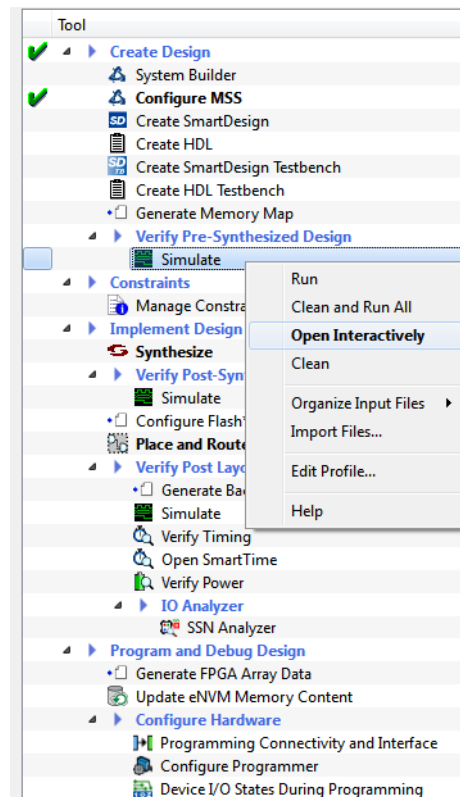 Tool
Create Design
System Builder
Configure MSS
SD Create SmartDesign
Create HDL
SD TB Create SmartDesign Testbench
Create HDL Testbench
Generate Memory Map
Verify Pre-Synthesized Design
Simulate
Run
Constraints
Manage Constra
Clean and Run All
Implement Design
Open Interactively
Synthesize
Clean
Verify Post-Syn
Simulate
Organize Input Files
Configure Flash
Import Files...
Place and Route
Verify Post Layo
Edit Profile...
Generate Ba
Simulate
Help
Verify Timing
Open SmartTime
Verify Power
IO Analyzer
SSN Analyzer
Program and Debug Design
Generate FPGA Array Data
Update eNVM Memory Content
Configure Hardware
Programming Connectivity and Interface
Configure Programmer
Device I/O States During Programming